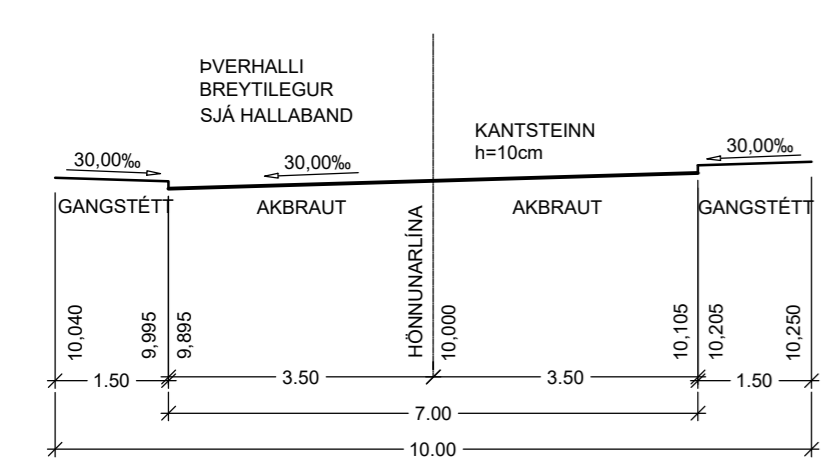 ÞVERHALLI
BREYTILEGUR
SJÁ HALLABAND
KANTSTEINN
h=10cm
30,00‰
30,00‰
30,00‰
GANGSTÉTT
AKBRAUT
AKBRAUT
GANGSTÉTT
HÖNNUNARLÍNA
10,040
9,995
9,895
10,000
10,105
10,205
10,250
1.50
3.50
3.50
1.50
7.00
10.00